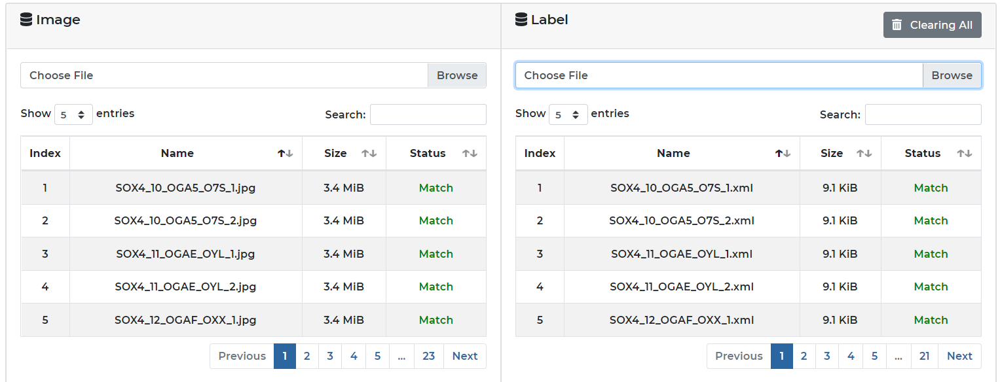 Image
Choose File Browse
Show 5 entries Search:
Index Name Size Status
1 SOX4_10_OGA5_O7S_1.jpg 3.4 MiB Match
2 SOX4_10_OGA5_O7S_2.jpg 3.4 MiB Match
3 SOX4_11_OGAE_OYL_1.jpg 3.4 MiB Match
4 SOX4_11_OGAE_OYL_2.jpg 3.4 MiB Match
5 SOX4_12_OGAF_OXX_1.jpg 3.4 MiB Match
Previous 1 2 3 4 5 ... 23 Next
Label Clearing All
Choose File Browse
Show 5 entries Search:
Index Name Size Status
1 SOX4_10_OGA5_O7S_1.xml 9.1 KiB Match
2 SOX4_10_OGA5_O7S_2.xml 9.1 KiB Match
3 SOX4_11_OGAE_OYL_1.xml 9.1 KiB Match
4 SOX4_11_OGAE_OYL_2.xml 9.1 KiB Match
5 SOX4_12_OGAF_OXX_1.xml 9.1 KiB Match
Previous 1 2 3 4 5 ... 21 Next